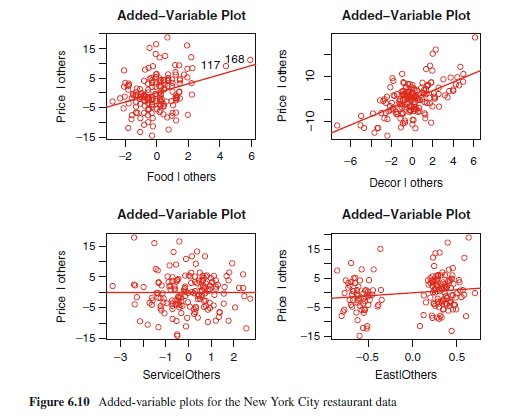 Added–Variable Plot
Added–Variable Plot
Price | others
15
5
−5
−15
117
168
−2
0
2
4
6
Food | others
Price | others
10
−10
−6
−2
0
2
4
6
Decor | others
Added–Variable Plot
Added–Variable Plot
Price | others
15
5
−5
−15
−3
−1
0
1
2
Service|Others
Price | others
15
5
−5
−15
−0.5
0.0
0.5
East|Others
Figure 6.10 Added-variable plots for the New York City restaurant data